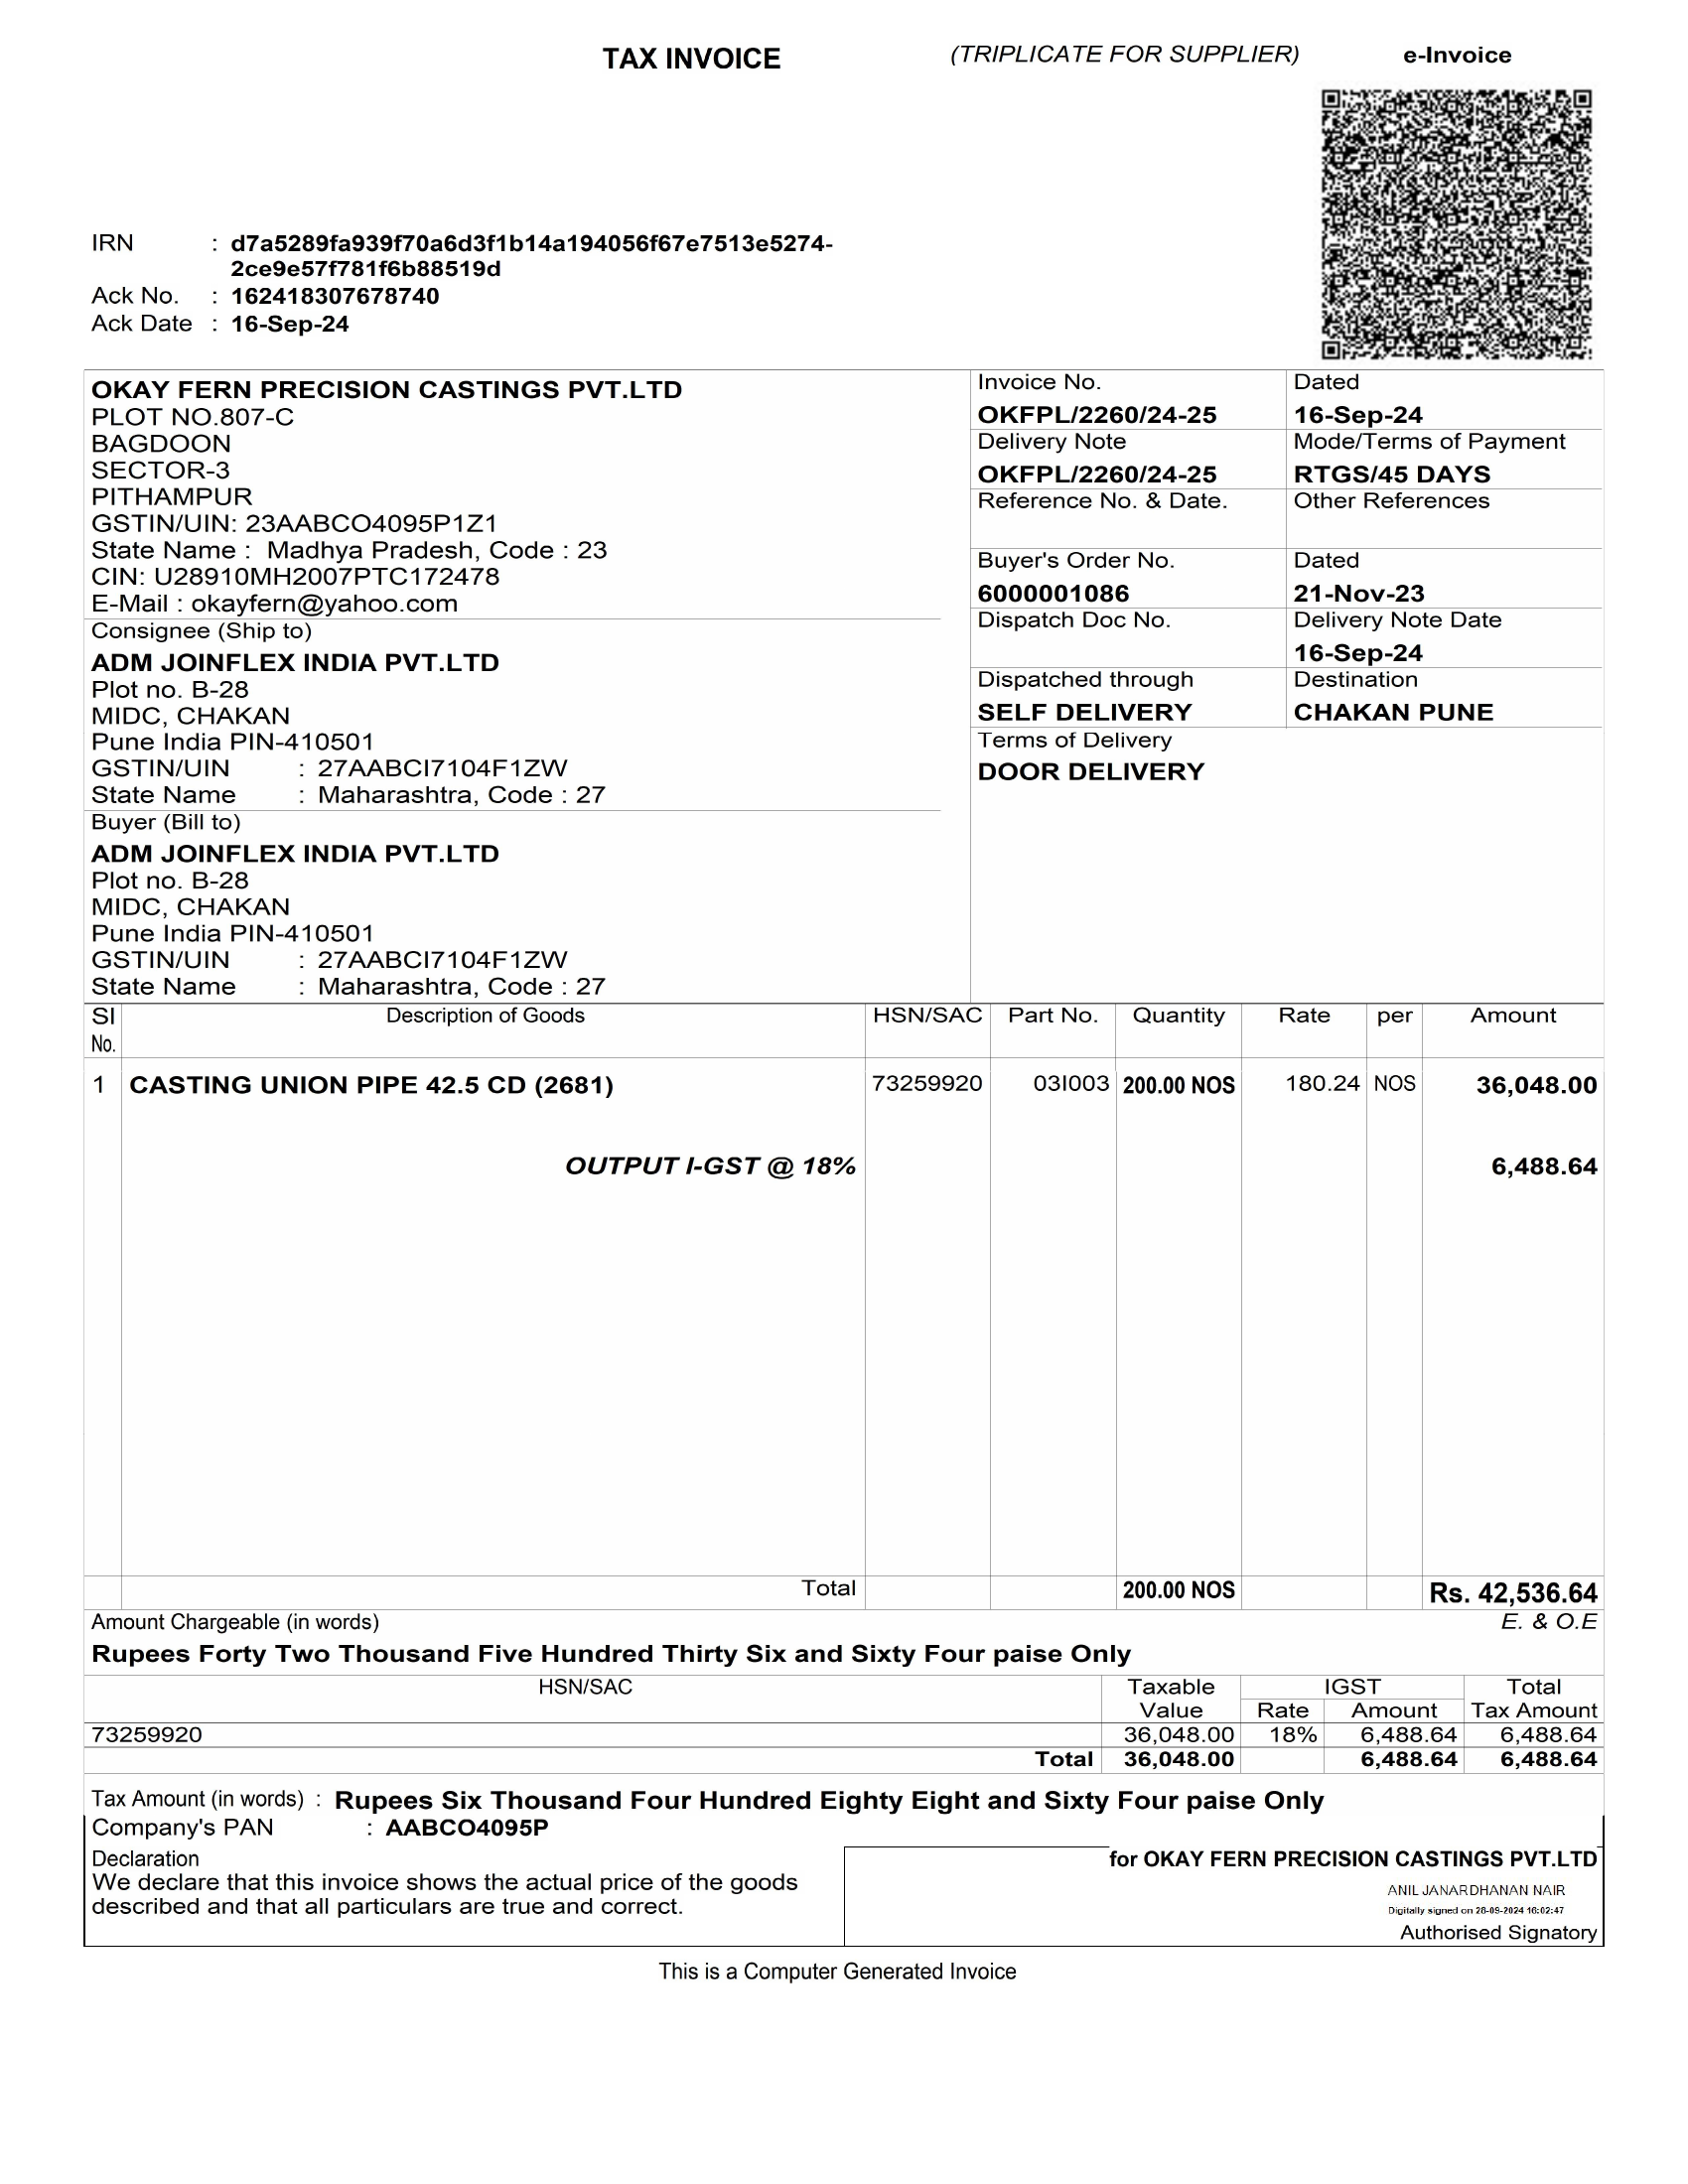 TAX INVOICE
(TRIPLICATE FOR SUPPLIER)
e-Invoice
IRN : d7a5289fa939f70a6d3f1b14a194056f67e7513e5274-
2ce9e57f781f6b88519d
Ack No. : 162418307678740
Ack Date : 16-Sep-24
OKAY FERN PRECISION CASTINGS PVT.LTD
PLOT NO.807-C
BAGDOON
SECTOR-3
PITHAMPUR
GSTIN/UIN: 23AABCO4095P1Z1
State Name : Madhya Pradesh, Code : 23
CIN: U28910MH2007PTC172478
E-Mail : okayfern@yahoo.com
Consignee (Ship to)
ADM JOINFLEX INDIA PVT.LTD
Plot no. B-28
MIDC, CHAKAN
Pune India PIN-410501
GSTIN/UIN : 27AABCI7104F1ZW
State Name : Maharashtra, Code : 27
Buyer (Bill to)
ADM JOINFLEX INDIA PVT.LTD
Plot no. B-28
MIDC, CHAKAN
Pune India PIN-410501
GSTIN/UIN : 27AABCI7104F1ZW
State Name : Maharashtra, Code : 27
Invoice No. Dated
OKFPL/2260/24-25 16-Sep-24
Delivery Note Mode/Terms of Payment
OKFPL/2260/24-25 RTGS/45 DAYS
Reference No. & Date. Other References
Buyer's Order No. Dated
6000001086 21-Nov-23
Dispatch Doc No. Delivery Note Date
16-Sep-24
Dispatched through Destination
SELF DELIVERY CHAKAN PUNE
Terms of Delivery
DOOR DELIVERY
Sl Description of Goods HSN/SAC Part No. Quantity Rate per Amount
No.
1 CASTING UNION PIPE 42.5 CD (2681) 73259920 03I003 200.00 NOS 180.24 NOS 36,048.00
OUTPUT I-GST @ 18% 6,488.64
Total 200.00 NOS Rs. 42,536.64
Amount Chargeable (in words) E. & O.E
Rupees Forty Two Thousand Five Hundred Thirty Six and Sixty Four paise Only
HSN/SAC Taxable IGST Total
Value Rate Amount Tax Amount
73259920 36,048.00 18% 6,488.64 6,488.64
Total 36,048.00 6,488.64 6,488.64
Tax Amount (in words) : Rupees Six Thousand Four Hundred Eighty Eight and Sixty Four paise Only
Company's PAN : AABCO4095P
Declaration
We declare that this invoice shows the actual price of the goods
described and that all particulars are true and correct.
for OKAY FERN PRECISION CASTINGS PVT.LTD
ANIL JANARDHANAN NAIR
Digitally signed on 28-09-2024 16:02:47
Authorised Signatory
This is a Computer Generated Invoice